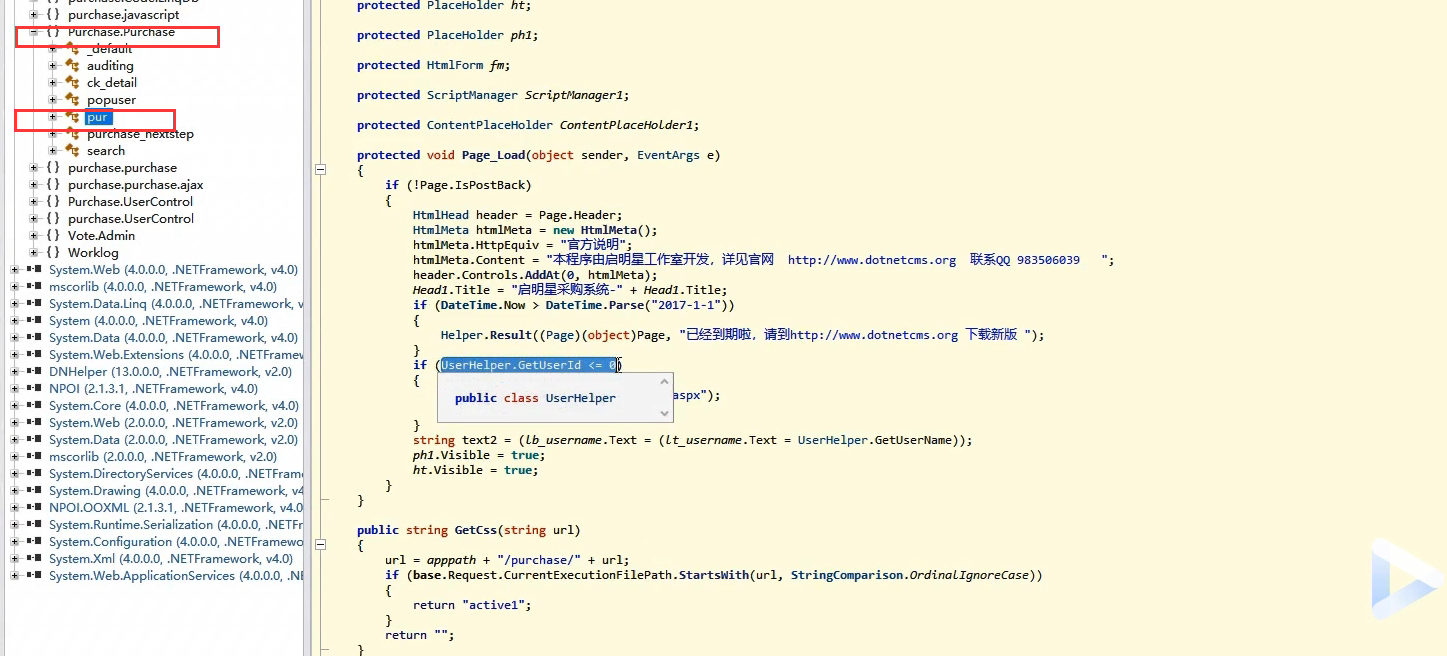 purchase.javascript
Purchase.Purchase
_default
auditing
ck_detail
popuser
pur
purchase_nextstep
search
purchase.purchase
purchase.purchase.ajax
Purchase.UserControl
purchase.UserControl
Vote.Admin
Worklog
System.Web (4.0.0.0, .NETFramework, v4.0)
mscorlib (4.0.0.0, .NETFramework, v4.0)
System.Data.Linq (4.0.0.0, .NETFramework, v
System (4.0.0.0, .NETFramework, v4.0)
System.Data (4.0.0.0, .NETFramework, v4.0)
System.Web.Extensions (4.0.0.0, .NETFramew
DNHelper (13.0.0.0, .NETFramework, v2.0)
NPOI (2.1.3.1, .NETFramework, v4.0)
System.Core (4.0.0.0, .NETFramework, v4.0)
System.Web (2.0.0.0, .NETFramework, v2.0)
System.Data (2.0.0.0, .NETFramework, v2.0)
mscorlib (2.0.0.0, .NETFramework, v2.0)
System.DirectoryServices (4.0.0.0, .NETFram
System.Drawing (4.0.0.0, .NETFramework, v4
NPOI.OOXML (2.1.3.1, .NETFramework, v4.0
System.Runtime.Serialization (4.0.0.0, .NETFr
System.Configuration (4.0.0.0, .NETFramewo
System.Xml (4.0.0.0, .NETFramework, v4.0)
System.Web.ApplicationServices (4.0.0.0, .NE
protected PlaceHolder ht;
protected PlaceHolder ph1;
protected HtmlForm fm;
protected ScriptManager ScriptManager1;
protected ContentPlaceHolder ContentPlaceHolder1;
protected void Page_Load(object sender, EventArgs e)
{
if (!Page.IsPostBack)
{
HtmlHead header = Page.Header;
HtmlMeta htmlMeta = new HtmlMeta();
htmlMeta.HttpEquiv = "官方说明";
htmlMeta.Content = "本程序由启明星工作室开发，详见官网 http://www.dotnetcms.org 联系QQ 983506039 ";
header.Controls.AddAt(0, htmlMeta);
Head1.Title = "启明星采购系统-" + Head1.Title;
if (DateTime.Now > DateTime.Parse("2017-1-1"))
{
Helper.Result((Page)(object)Page, "已经到期啦，请到http://www.dotnetcms.org 下载新版 ");
}
if (UserHelper.GetUserId <= 0)
{
public class UserHelper
aspx");
}
string text2 = (lb_username.Text = (lt_username.Text = UserHelper.GetUserName));
ph1.Visible = true;
ht.Visible = true;
}
}
public string GetCss(string url)
{
url = apppath + "/purchase/" + url;
if (base.Request.CurrentExecutionFilePath.StartsWith(url, StringComparison.OrdinalIgnoreCase))
{
return "active1";
}
return "";
}